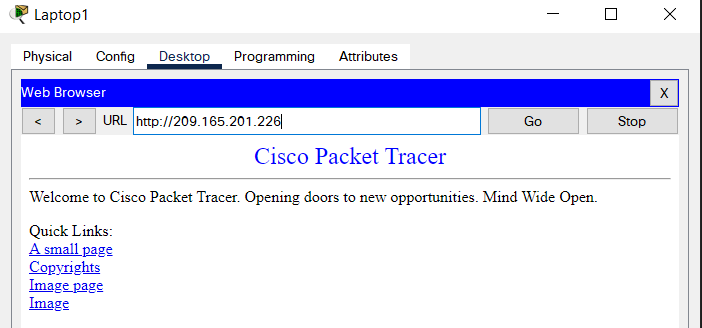 Laptop1
Physical Config Desktop Programming Attributes
Web Browser X
< > URL http://209.165.201.226 Go Stop
Cisco Packet Tracer
Welcome to Cisco Packet Tracer. Opening doors to new opportunities. Mind Wide Open.
Quick Links:
A small page
Copyrights
Image page
Image